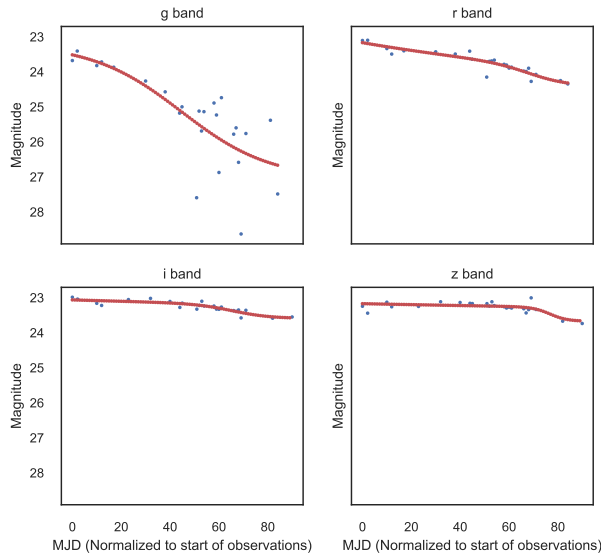 g band
r band
23
24
25
26
27
28
Magnitude
Magnitude
i band
z band
23
24
25
26
27
28
Magnitude
Magnitude
0 20 40 60 80
0 20 40 60 80
MJD (Normalized to start of observations)
MJD (Normalized to start of observations)